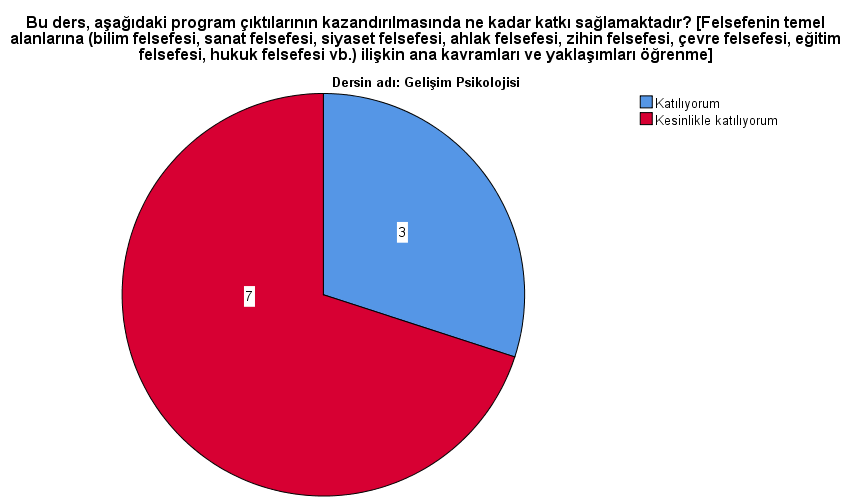 Bu ders, aşağıdaki program çıktılarının kazandırılmasında ne kadar katkı sağlamaktadır? [Felsefenin temel
alanlarına (bilim felsefesi, sanat felsefesi, siyaset felsefesi, ahlak felsefesi, zihin felsefesi, çevre felsefesi, eğitim
felsefesi, hukuk felsefesi vb.) ilişkin ana kavramları ve yaklaşımları öğrenme]
Dersin adı: Gelişim Psikolojisi
Katılıyorum
Kesinlikle katılıyorum
3
7